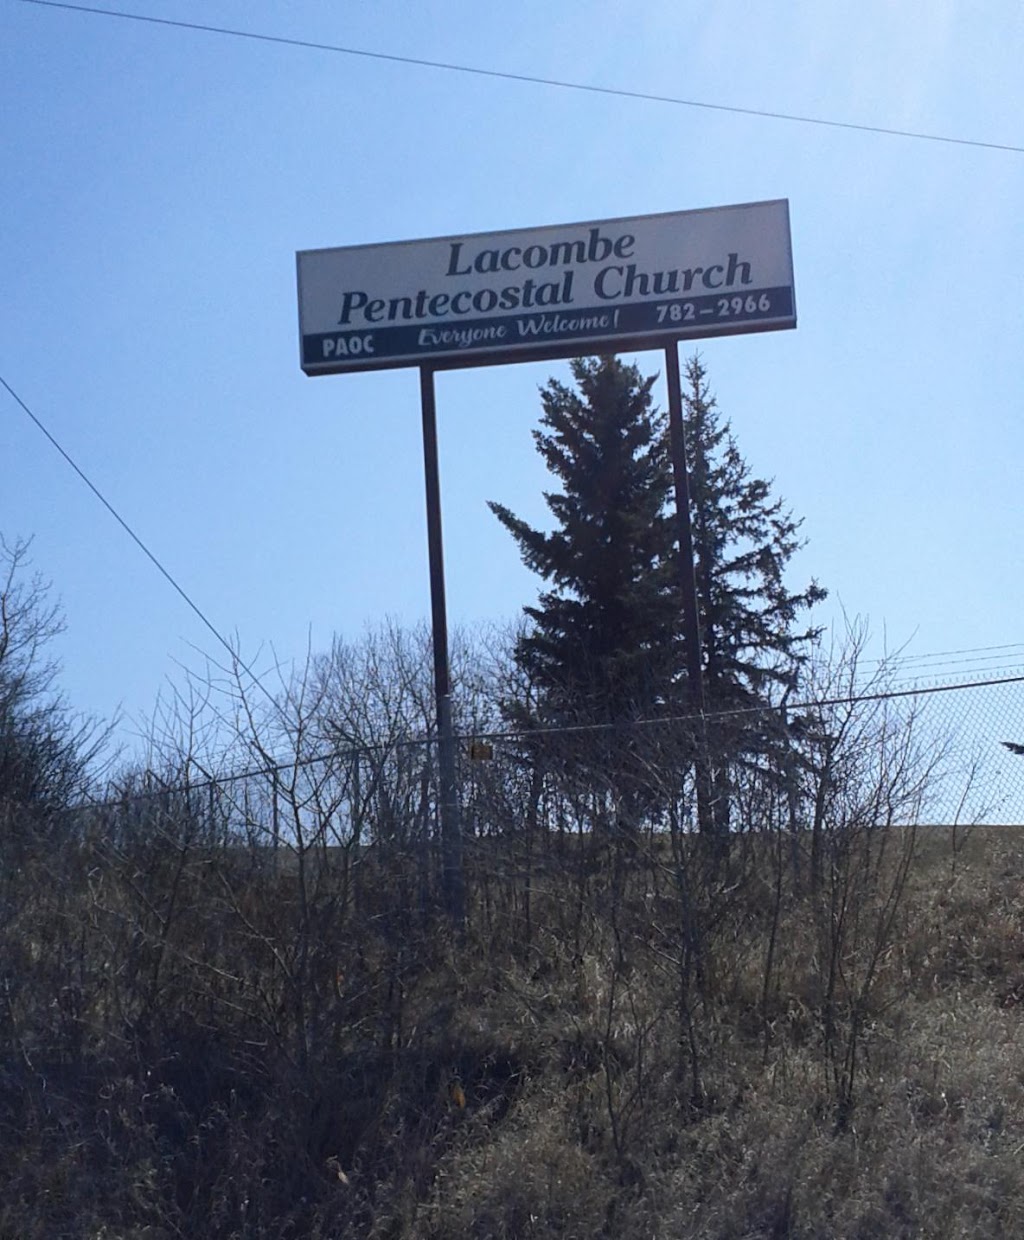 Lacombe
Pentecostal Church
PAOC Everyone Welcome! 782-2966